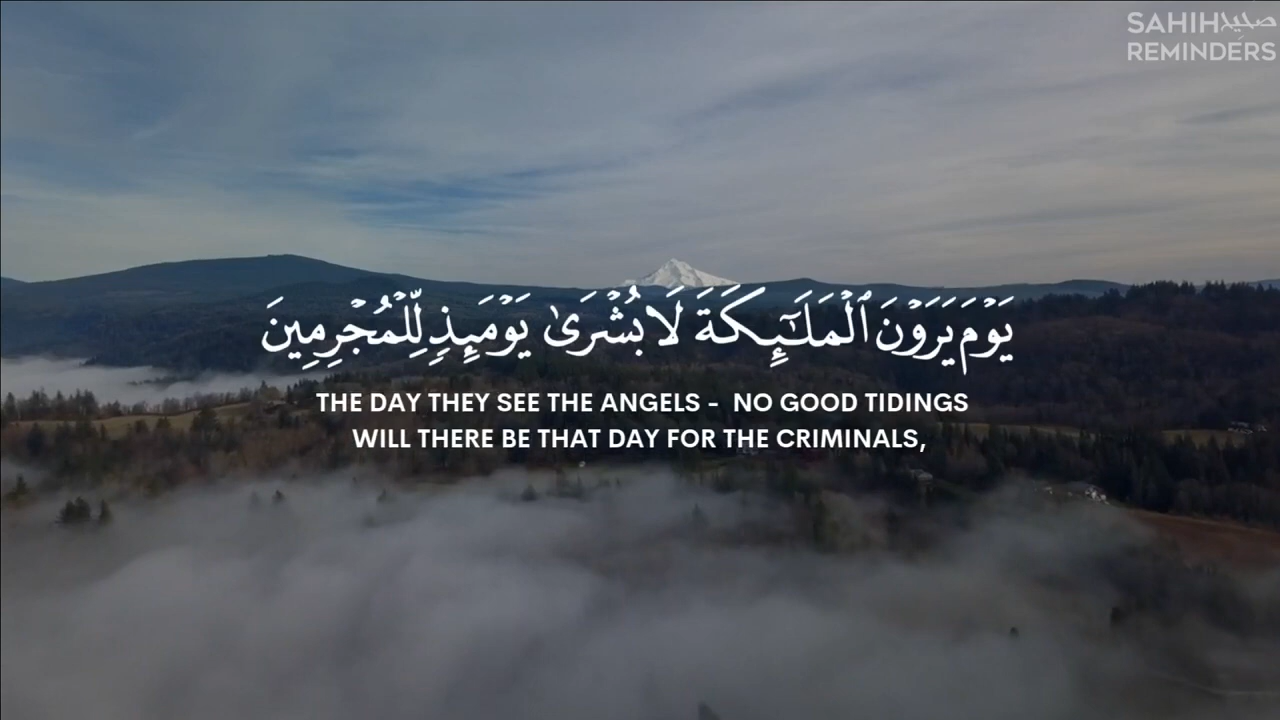 SAHIH صحيح
REMINDERS
يَوْمَ يَرَوْنَ ٱلْمَلَـٰٓئِكَةَ لَا بُشْرَىٰ يَوْمَئِذٍ لِّلْمُجْرِمِينَ
THE DAY THEY SEE THE ANGELS - NO GOOD TIDINGS
WILL THERE BE THAT DAY FOR THE CRIMINALS,